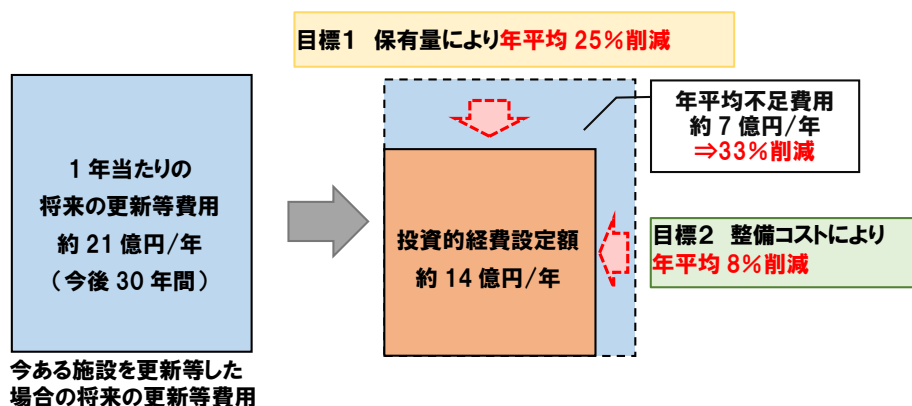 目標1 保有量により年平均 25%削減
1 年当たりの
将来の更新等費用
約 21 億円/年
(今後 30 年間)
今ある施設を更新等した
場合の将来の更新等費用
年平均不足費用
約 7 億円/年
⇒33%削減
投資的経費設定額
約 14 億円/年
目標2 整備コストにより
年平均 8%削減